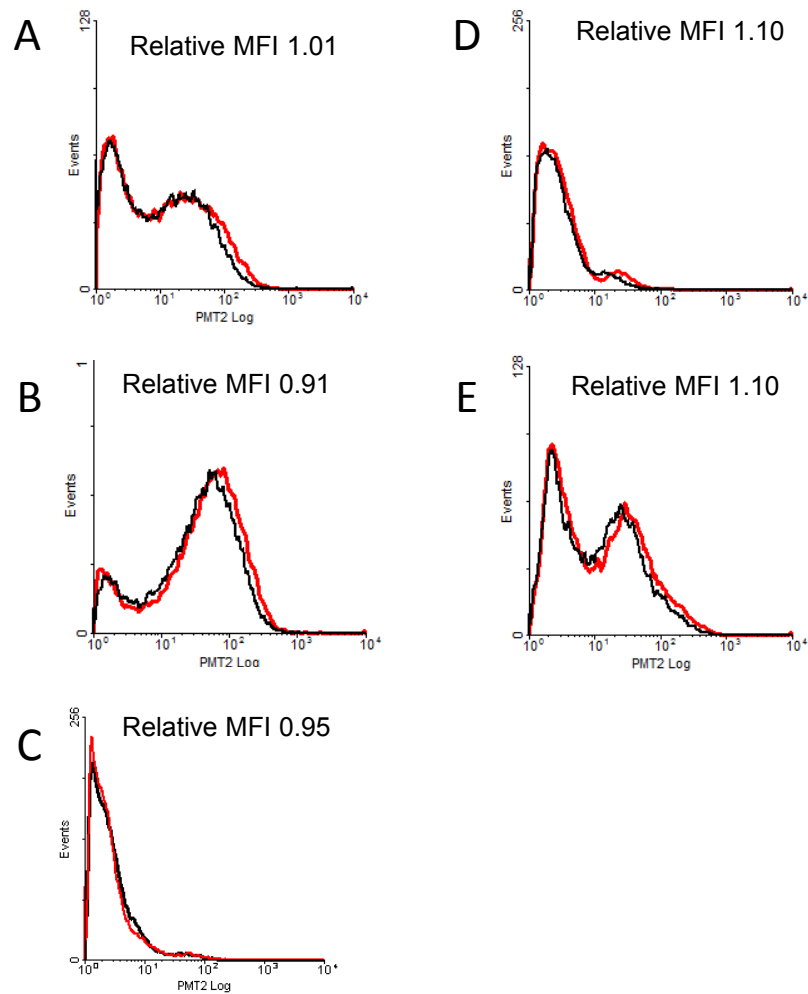 A
Relative MFI 1.01
128
Events
0
10⁰ 10¹ 10² 10³ 10⁴
PMT2 Log
B
Relative MFI 0.91
1
Events
0
10⁰ 10¹ 10² 10³ 10⁴
PMT2 Log
C
Relative MFI 0.95
256
Events
0
10⁰ 10¹ 10² 10³ 10⁴
PMT2 Log
D
Relative MFI 1.10
256
Events
0
10⁰ 10¹ 10² 10³ 10⁴
PMT2 Log
E
Relative MFI 1.10
128
Events
0
10⁰ 10¹ 10² 10³ 10⁴
PMT2 Log